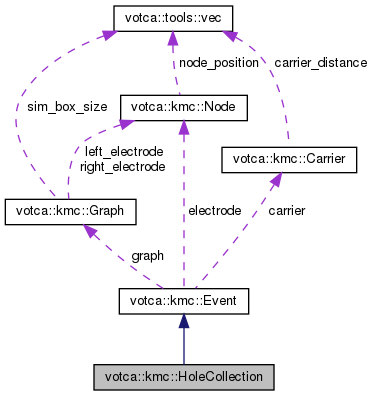 votca::tools::vec
node_position
carrier_distance
sim_box_size
votca::kmc::Node
left_electrode
right_electrode
votca::kmc::Carrier
votca::kmc::Graph
electrode
carrier
graph
votca::kmc::Event
votca::kmc::HoleCollection